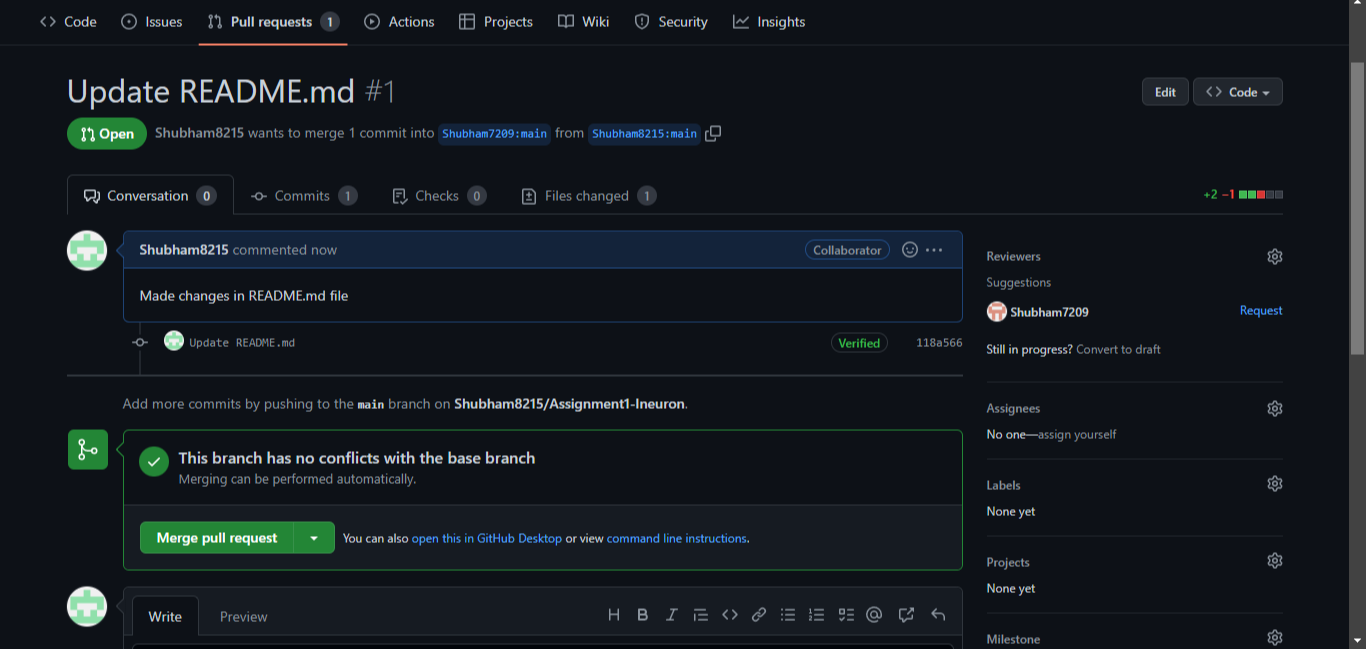 Code Issues Pull requests 1 Actions Projects Wiki Security Insights
Update README.md #1
Edit Code
Open Shubham8215 wants to merge 1 commit into Shubham7209:main from Shubham8215:main
Conversation 0 Commits 1 Checks 0 Files changed 1
+2 −1
Shubham8215 commented now Collaborator
Made changes in README.md file
Update README.md Verified 118a566
Add more commits by pushing to the main branch on Shubham8215/Assignment1-Ineuron.
This branch has no conflicts with the base branch
Merging can be performed automatically.
Merge pull request You can also open this in GitHub Desktop or view command line instructions.
Write Preview
Reviewers
Suggestions
Shubham7209 Request
Still in progress? Convert to draft
Assignees
No one—assign yourself
Labels
None yet
Projects
None yet
Milestone